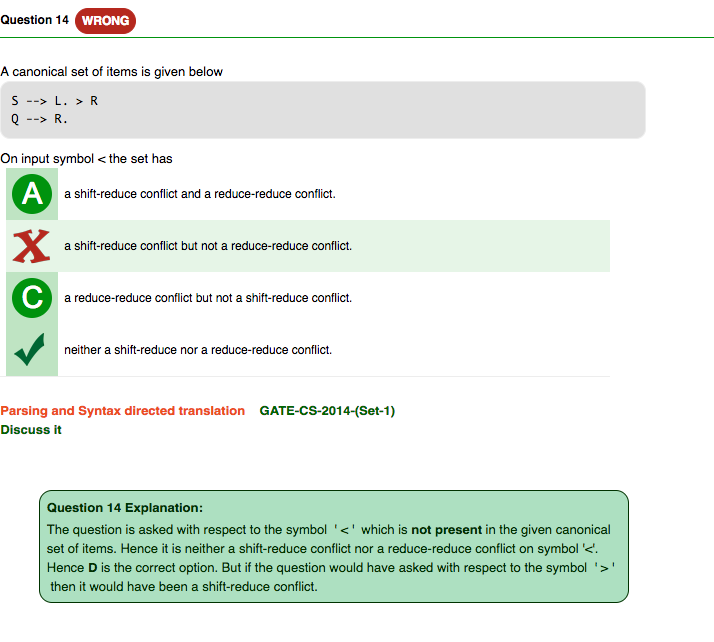 Question 14 WRONG
A canonical set of items is given below
S --> L. > R
Q --> R.
On input symbol < the set has
A a shift-reduce conflict and a reduce-reduce conflict.
X a shift-reduce conflict but not a reduce-reduce conflict.
C a reduce-reduce conflict but not a shift-reduce conflict.
neither a shift-reduce nor a reduce-reduce conflict.
Parsing and Syntax directed translation GATE-CS-2014-(Set-1)
Discuss it
Question 14 Explanation:
The question is asked with respect to the symbol '<' which is not present in the given canonical
set of items. Hence it is neither a shift-reduce conflict nor a reduce-reduce conflict on symbol '<'.
Hence D is the correct option. But if the question would have asked with respect to the symbol '>'
then it would have been a shift-reduce conflict.